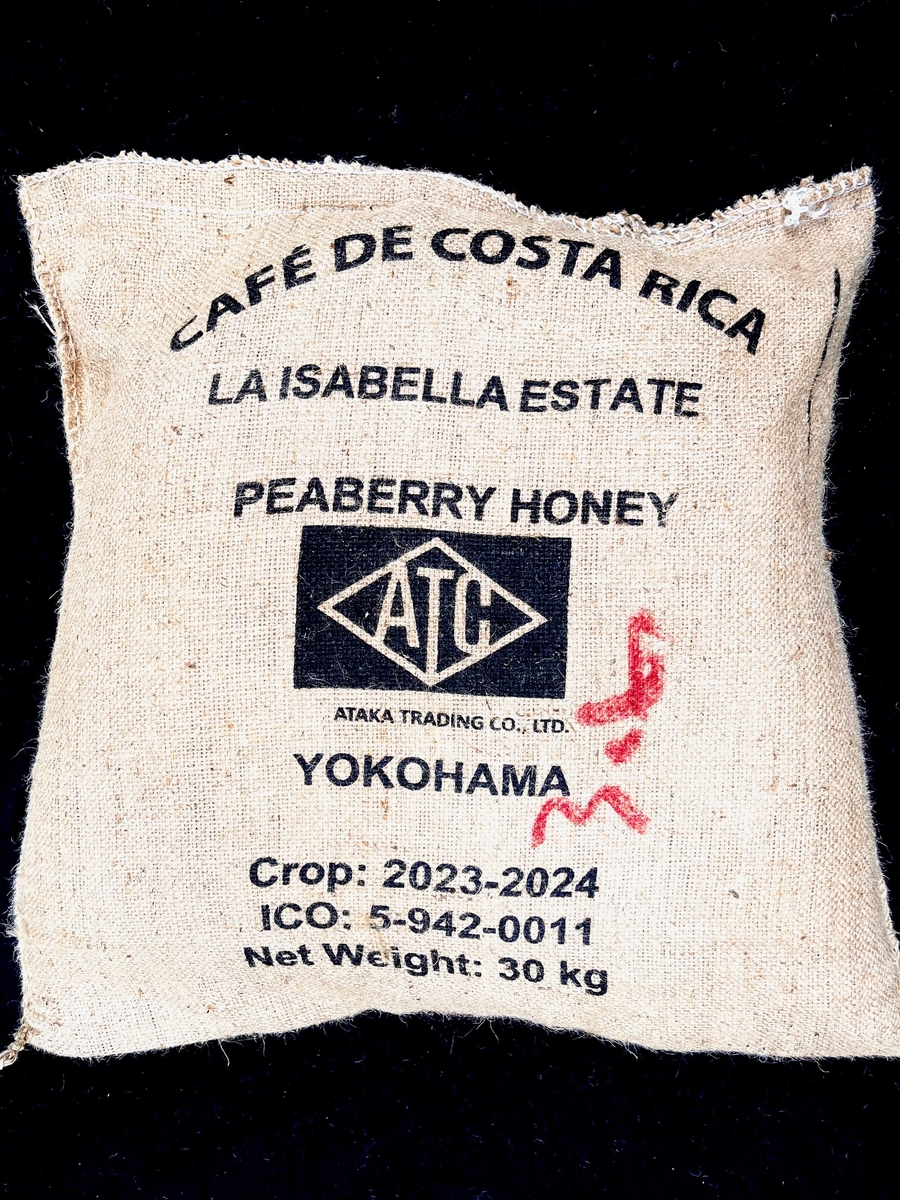 CAFÉ DE COSTA RICA
LA ISABELLA ESTATE
PEABERRY HONEY
ATC
ATAKA TRADING CO., LTD.
YOKOHAMA
Crop: 2023-2024
ICO: 5-942-0011
Net Weight: 30 kg